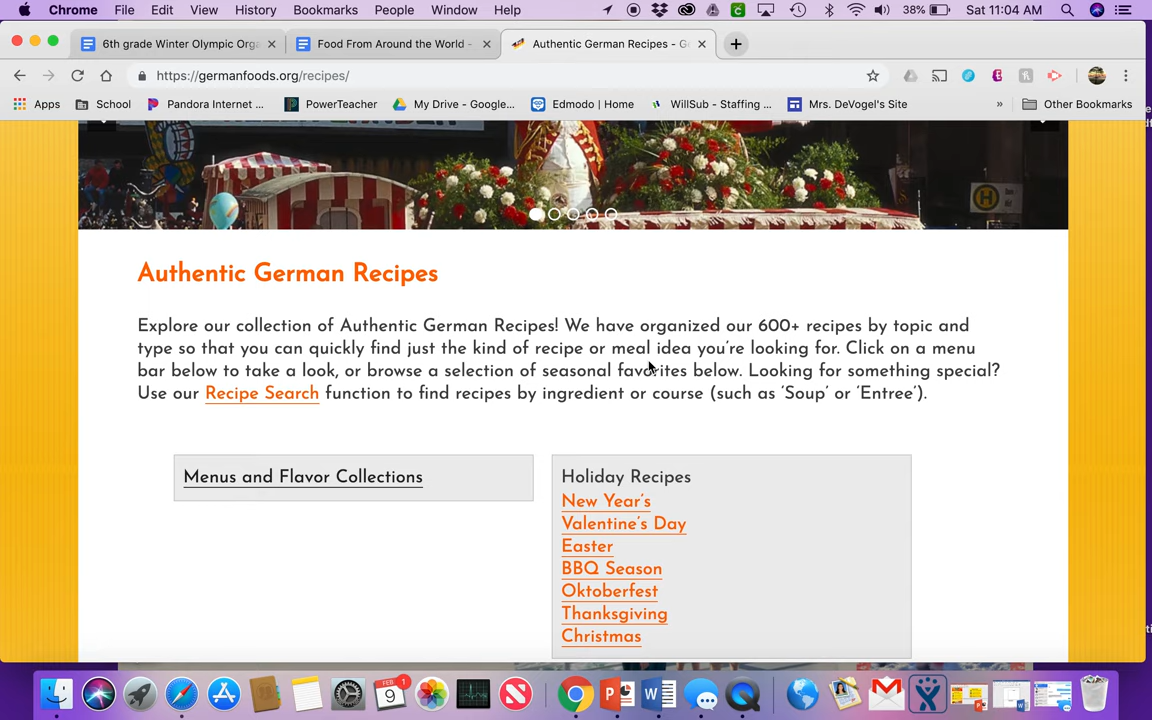 Chrome File Edit View History Bookmarks People Window Help 38% Sat 11:04 AM
6th grade Winter Olympic Orga
Food From Around the World -
Authentic German Recipes - Ge
https://germanfoods.org/recipes/
Apps School Pandora Internet ... PowerTeacher My Drive - Google... Edmodo | Home WillSub - Staffing ... Mrs. DeVogel's Site » Other Bookmarks
H
Authentic German Recipes
Explore our collection of Authentic German Recipes! We have organized our 600+ recipes by topic and
type so that you can quickly find just the kind of recipe or meal idea you're looking for. Click on a menu
bar below to take a look, or browse a selection of seasonal favorites below. Looking for something special?
Use our Recipe Search function to find recipes by ingredient or course (such as 'Soup' or 'Entree').
Menus and Flavor Collections
Holiday Recipes
New Year's
Valentine's Day
Easter
BBQ Season
Oktoberfest
Thanksgiving
Christmas
FEB
9
1